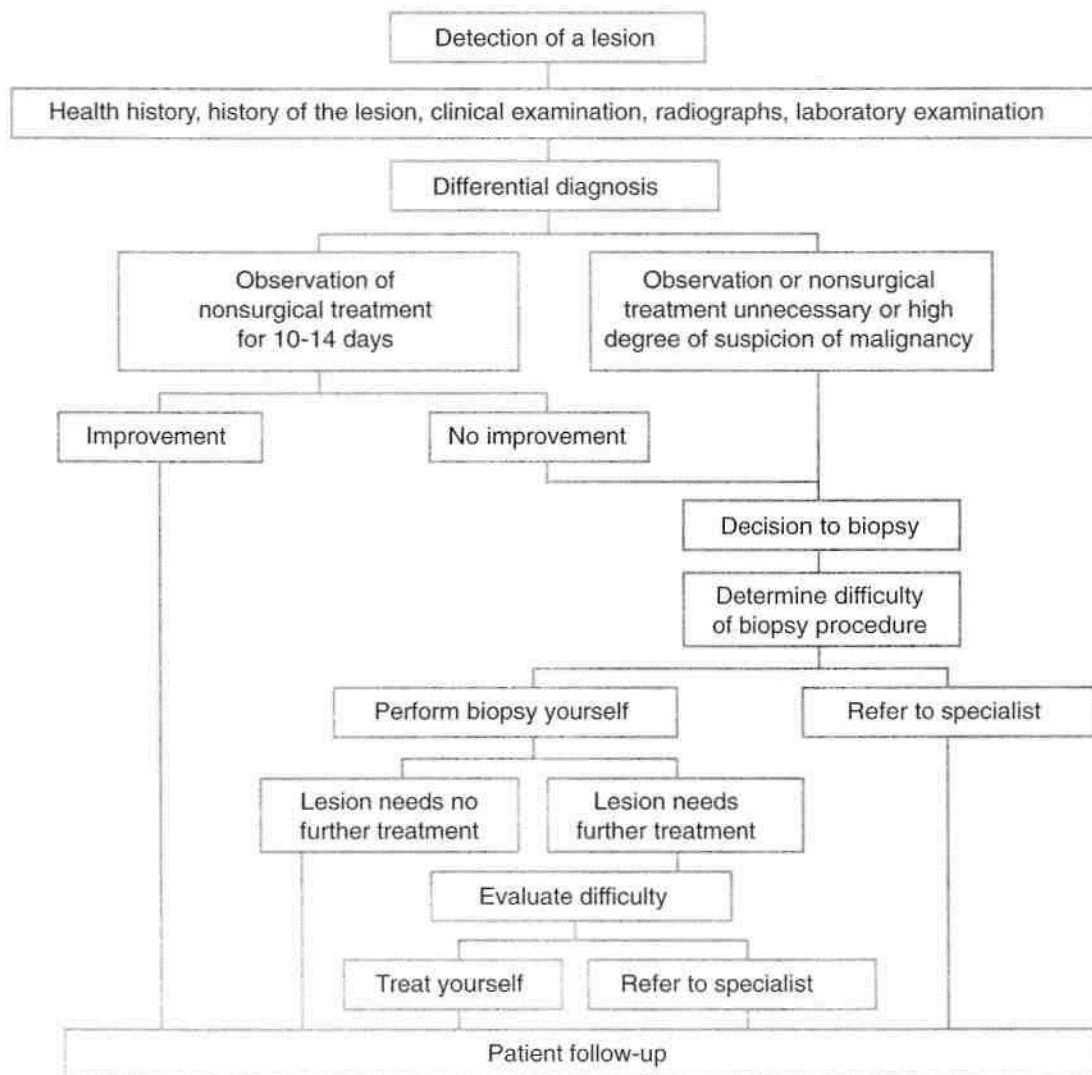 Detection of a lesion
Health history, history of the lesion, clinical examination, radiographs, laboratory examination
Differential diagnosis
Observation of
nonsurgical treatment
for 10-14 days
Observation or nonsurgical
treatment unnecessary or high
degree of suspicion of malignancy
Improvement
No improvement
Decision to biopsy
Determine difficulty
of biopsy procedure
Perform biopsy yourself
Refer to specialist
Lesion needs no
further treatment
Lesion needs
further treatment
Evaluate difficulty
Treat yourself
Refer to specialist
Patient follow-up